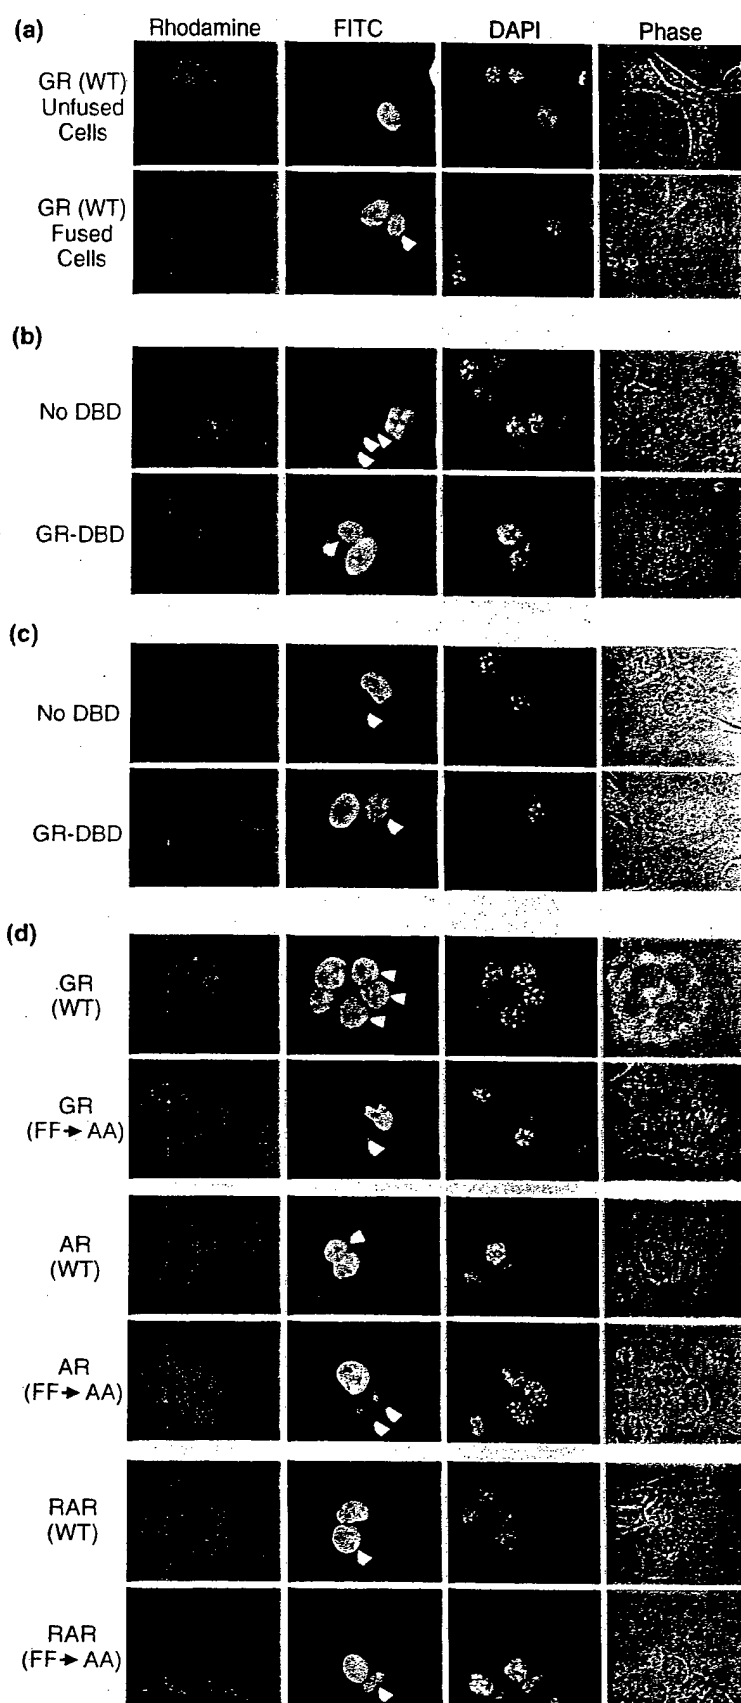 (a)
Rhodamine FITC DAPI Phase
GR (WT)
Unfused
Cells
GR (WT)
Fused
Cells
(b)
No DBD
GR-DBD
(c)
No DBD
GR-DBD
(d)
GR
(WT)
GR
(FF→AA)
AR
(WT)
AR
(FF→AA)
RAR
(WT)
RAR
(FF→AA)